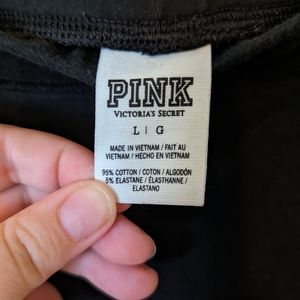 PINK
VICTORIA'S SECRET
L | G
MADE IN VIETNAM / FAIT AU
VIETNAM / HECHO EN VIETNAM
95% COTTON / COTON / ALGODÓN
5% ELASTANE / ÉLASTHANNE /
ELASTANO